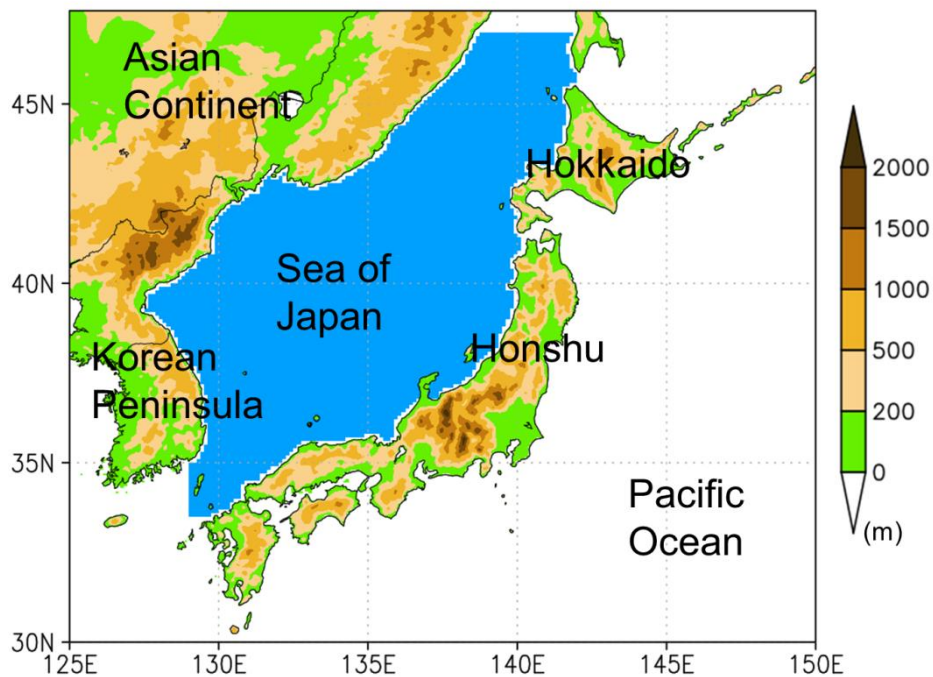 Asian
Continent
45N
Hokkaido
2000
1500
1000
500
200
0
(m)
Sea of
Japan
40N
Honshu
Korean
Peninsula
35N
Pacific
Ocean
30N
125E 130E 135E 140E 145E 150E